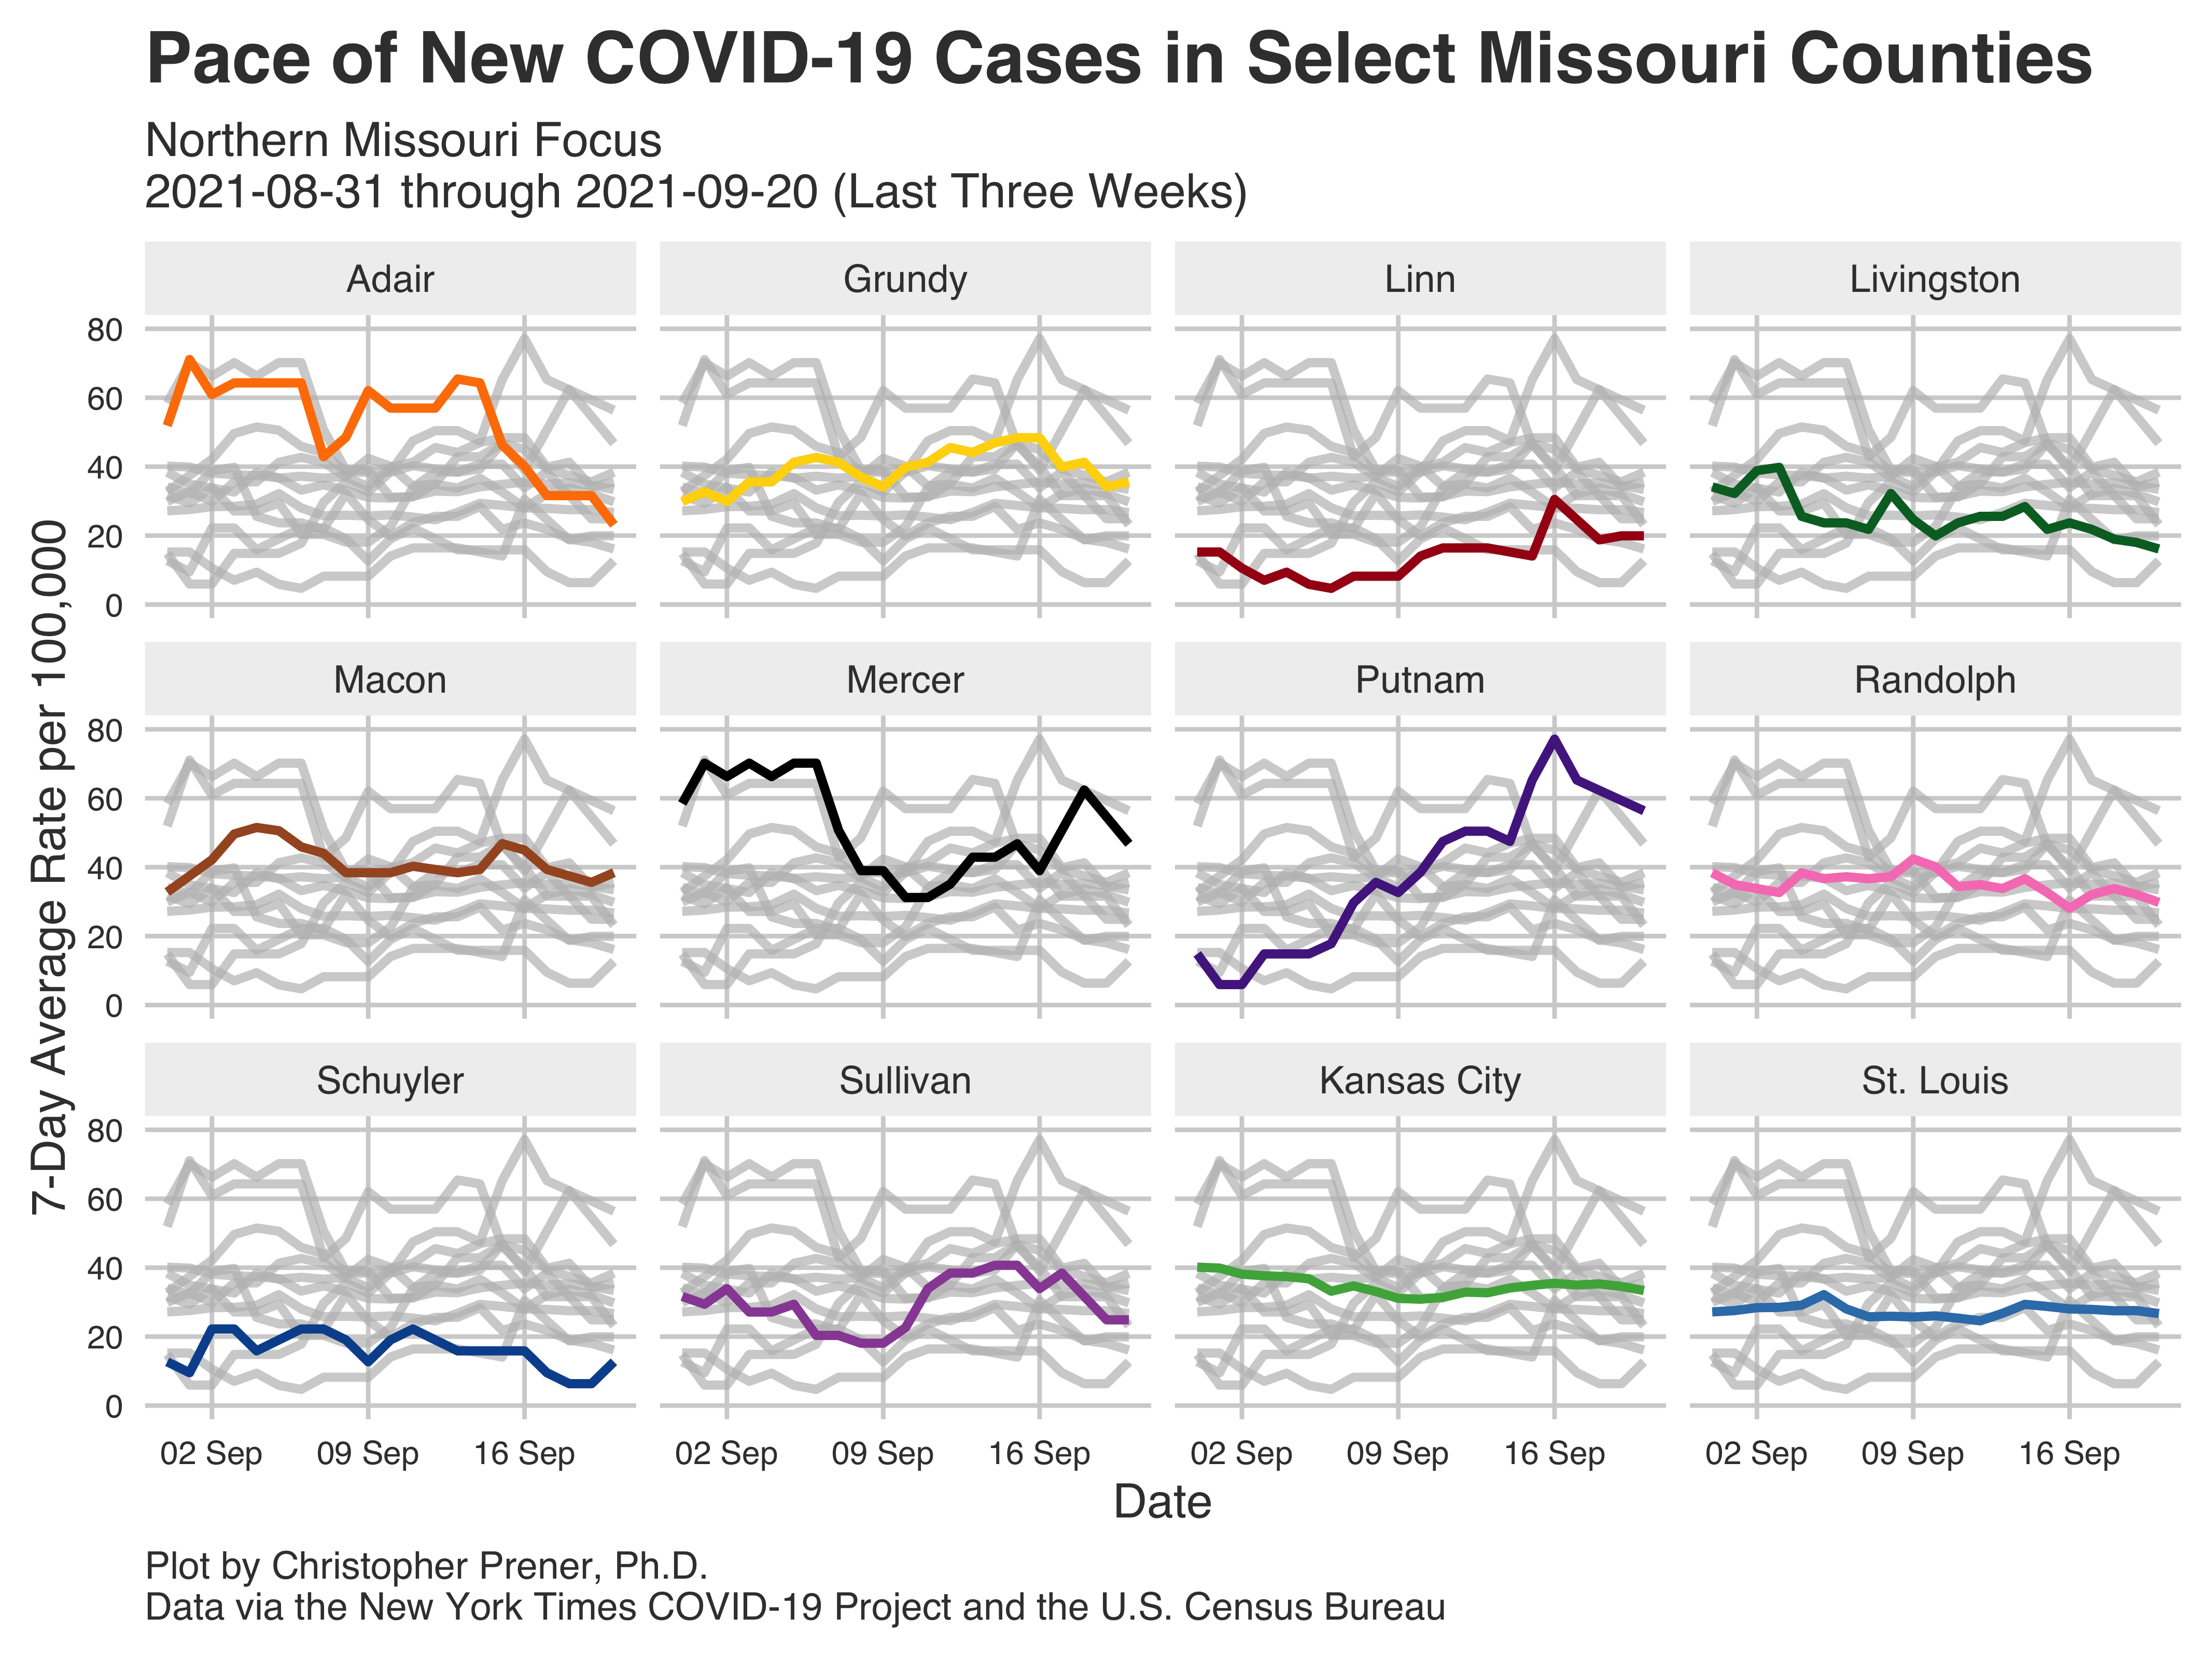 Pace of New COVID-19 Cases in Select Missouri Counties
Northern Missouri Focus
2021-08-31 through 2021-09-20 (Last Three Weeks)
7-Day Average Rate per 100,000
Adair
Grundy
Linn
Livingston
80
60
40
20
0
Macon
Mercer
Putnam
Randolph
80
60
40
20
0
Schuyler
Sullivan
Kansas City
St. Louis
80
60
40
20
0
02 Sep 09 Sep 16 Sep
02 Sep 09 Sep 16 Sep
02 Sep 09 Sep 16 Sep
02 Sep 09 Sep 16 Sep
Date
Plot by Christopher Prener, Ph.D.
Data via the New York Times COVID-19 Project and the U.S. Census Bureau